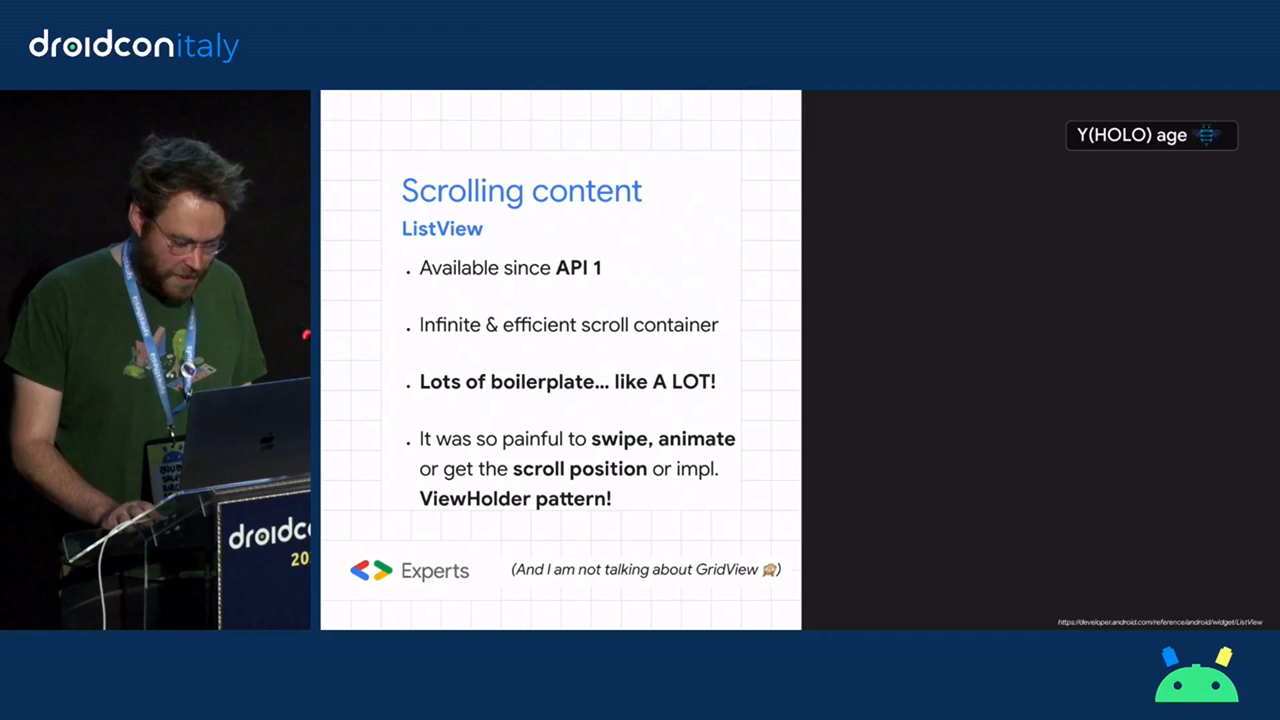 droidconitaly
Y(HOLO) age
Scrolling content
ListView
. Available since API 1
. Infinite & efficient scroll container
. Lots of boilerplate... like A LOT!
. It was so painful to swipe, animate
or get the scroll position or impl.
ViewHolder pattern!
Experts
(And I am not talking about GridView 🙈)
https://developer.android.com/reference/android/widget/ListView
droidc
20